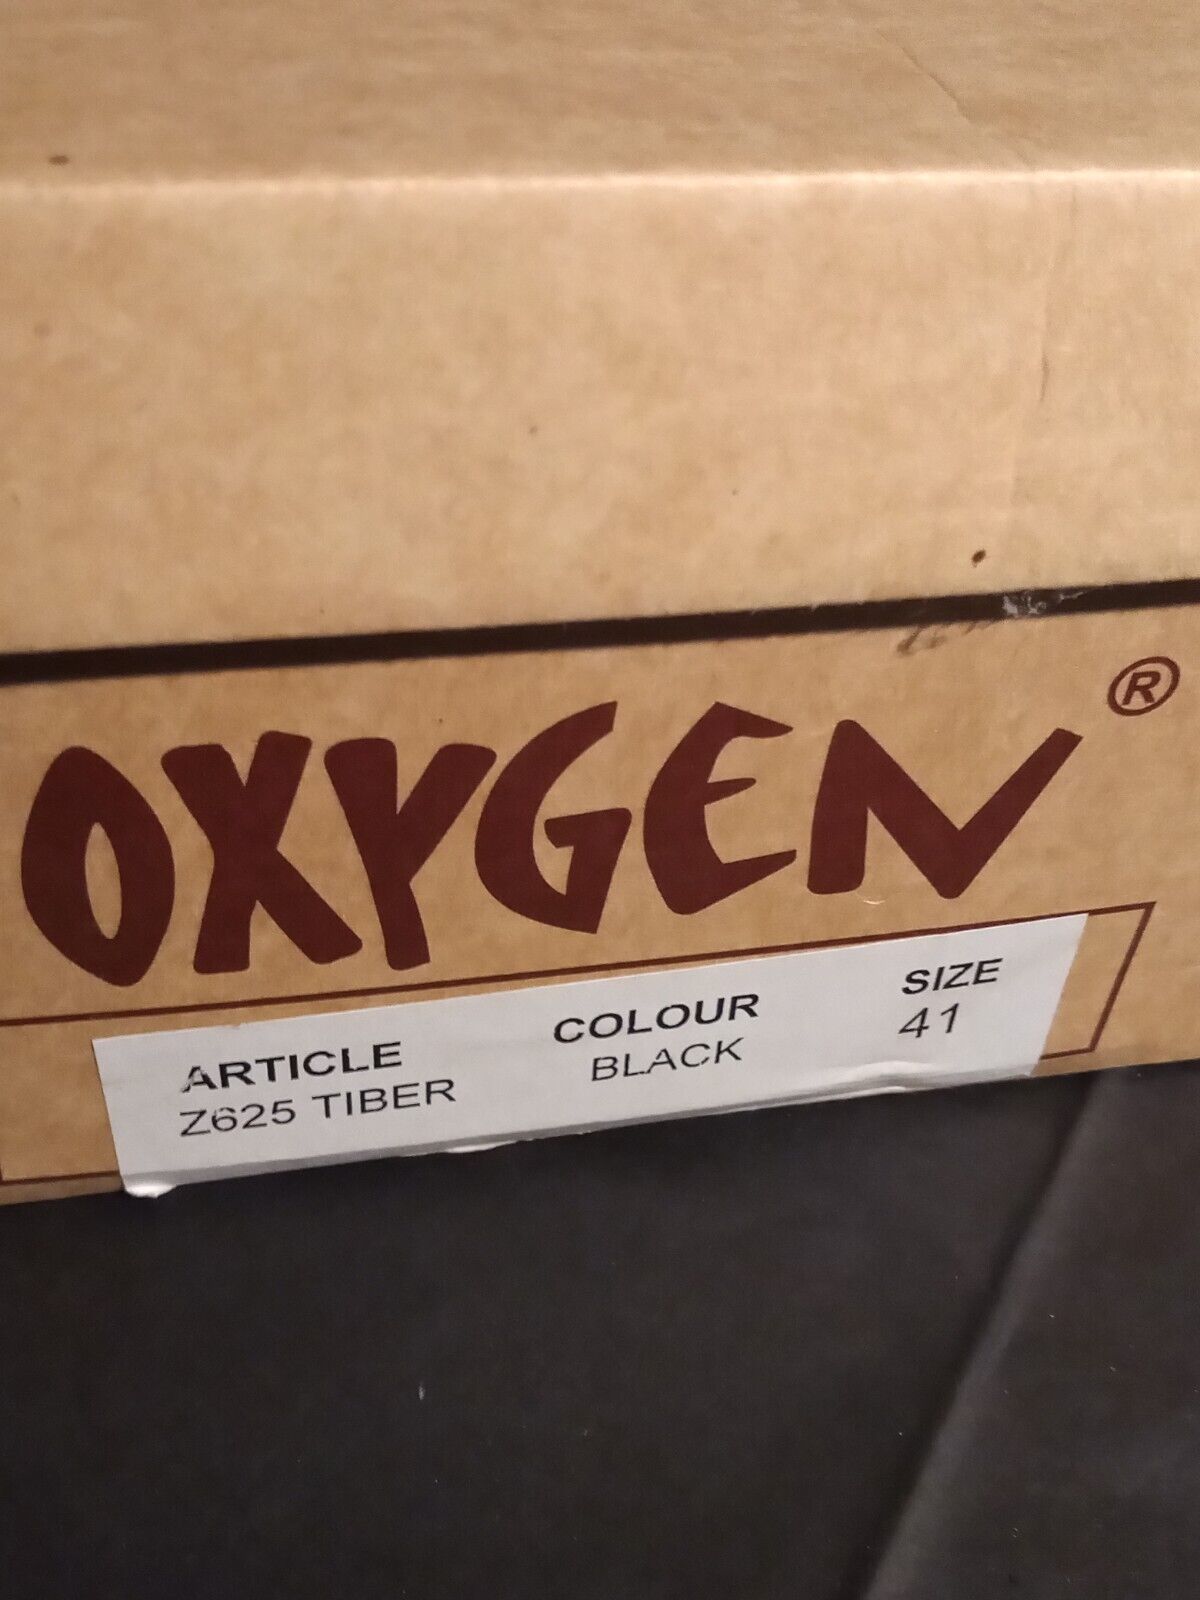 OXYGEN®
ARTICLE COLOUR SIZE
Z625 TIBER BLACK 41